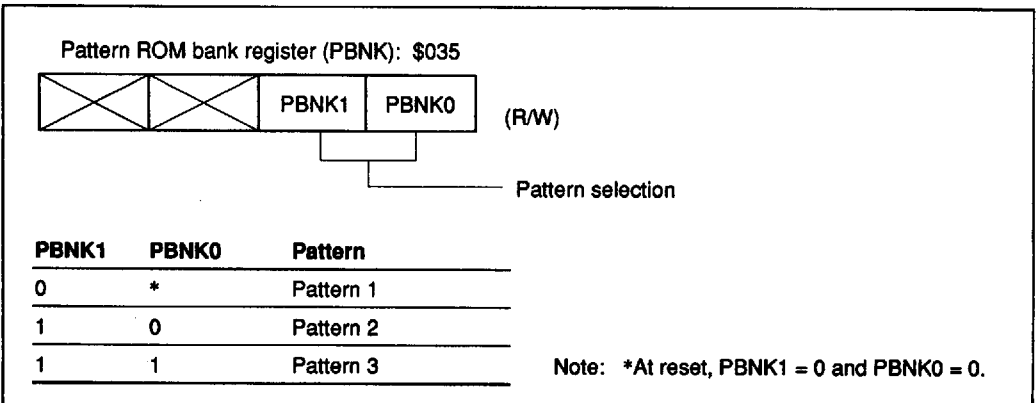 Pattern ROM bank register (PBNK): $035
PBNK1 PBNK0 (R/W)
Pattern selection
PBNK1 PBNK0 Pattern
0 * Pattern 1
1 0 Pattern 2
1 1 Pattern 3
Note: *At reset, PBNK1 = 0 and PBNK0 = 0.